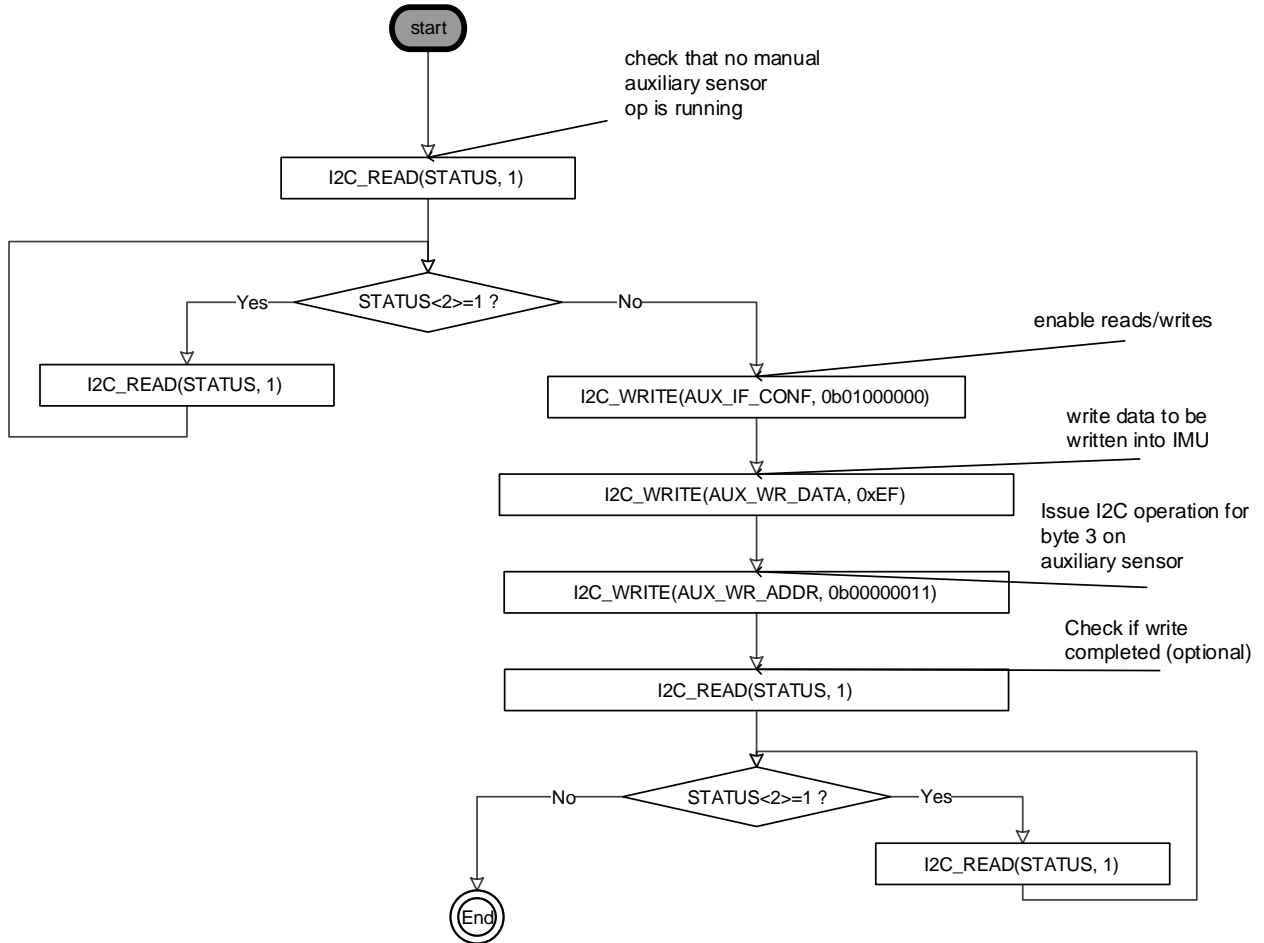 start
check that no manual
auxiliary sensor
op is running
I2C_READ(STATUS, 1)
STATUS<2>=1 ?
Yes
No
I2C_READ(STATUS, 1)
enable reads/writes
I2C_WRITE(AUX_IF_CONF, 0b01000000)
write data to be
written into IMU
I2C_WRITE(AUX_WR_DATA, 0xEF)
Issue I2C operation for
byte 3 on
auxiliary sensor
I2C_WRITE(AUX_WR_ADDR, 0b00000011)
Check if write
completed (optional)
I2C_READ(STATUS, 1)
No
STATUS<2>=1 ?
Yes
I2C_READ(STATUS, 1)
End